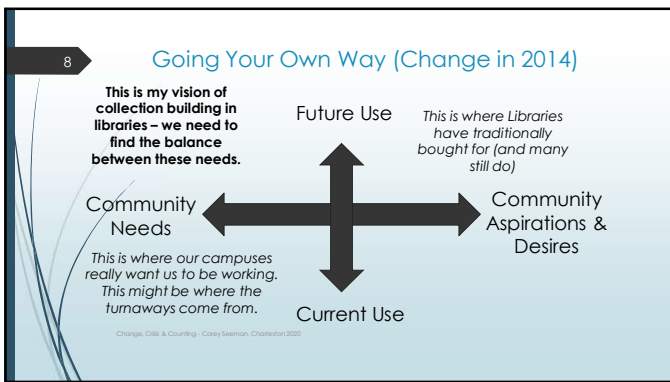 8
Going Your Own Way (Change in 2014)
This is my vision of
collection building in
libraries – we need to
find the balance
between these needs.
Future Use
This is where Libraries
have traditionally
bought for (and many
still do)
Community
Needs
Community
Aspirations &
Desires
This is where our campuses
really want us to be working.
This might be where the
turnaways come from.
Current Use
Change, Crisis & Counting - Corey Seeman, Charleston 2020